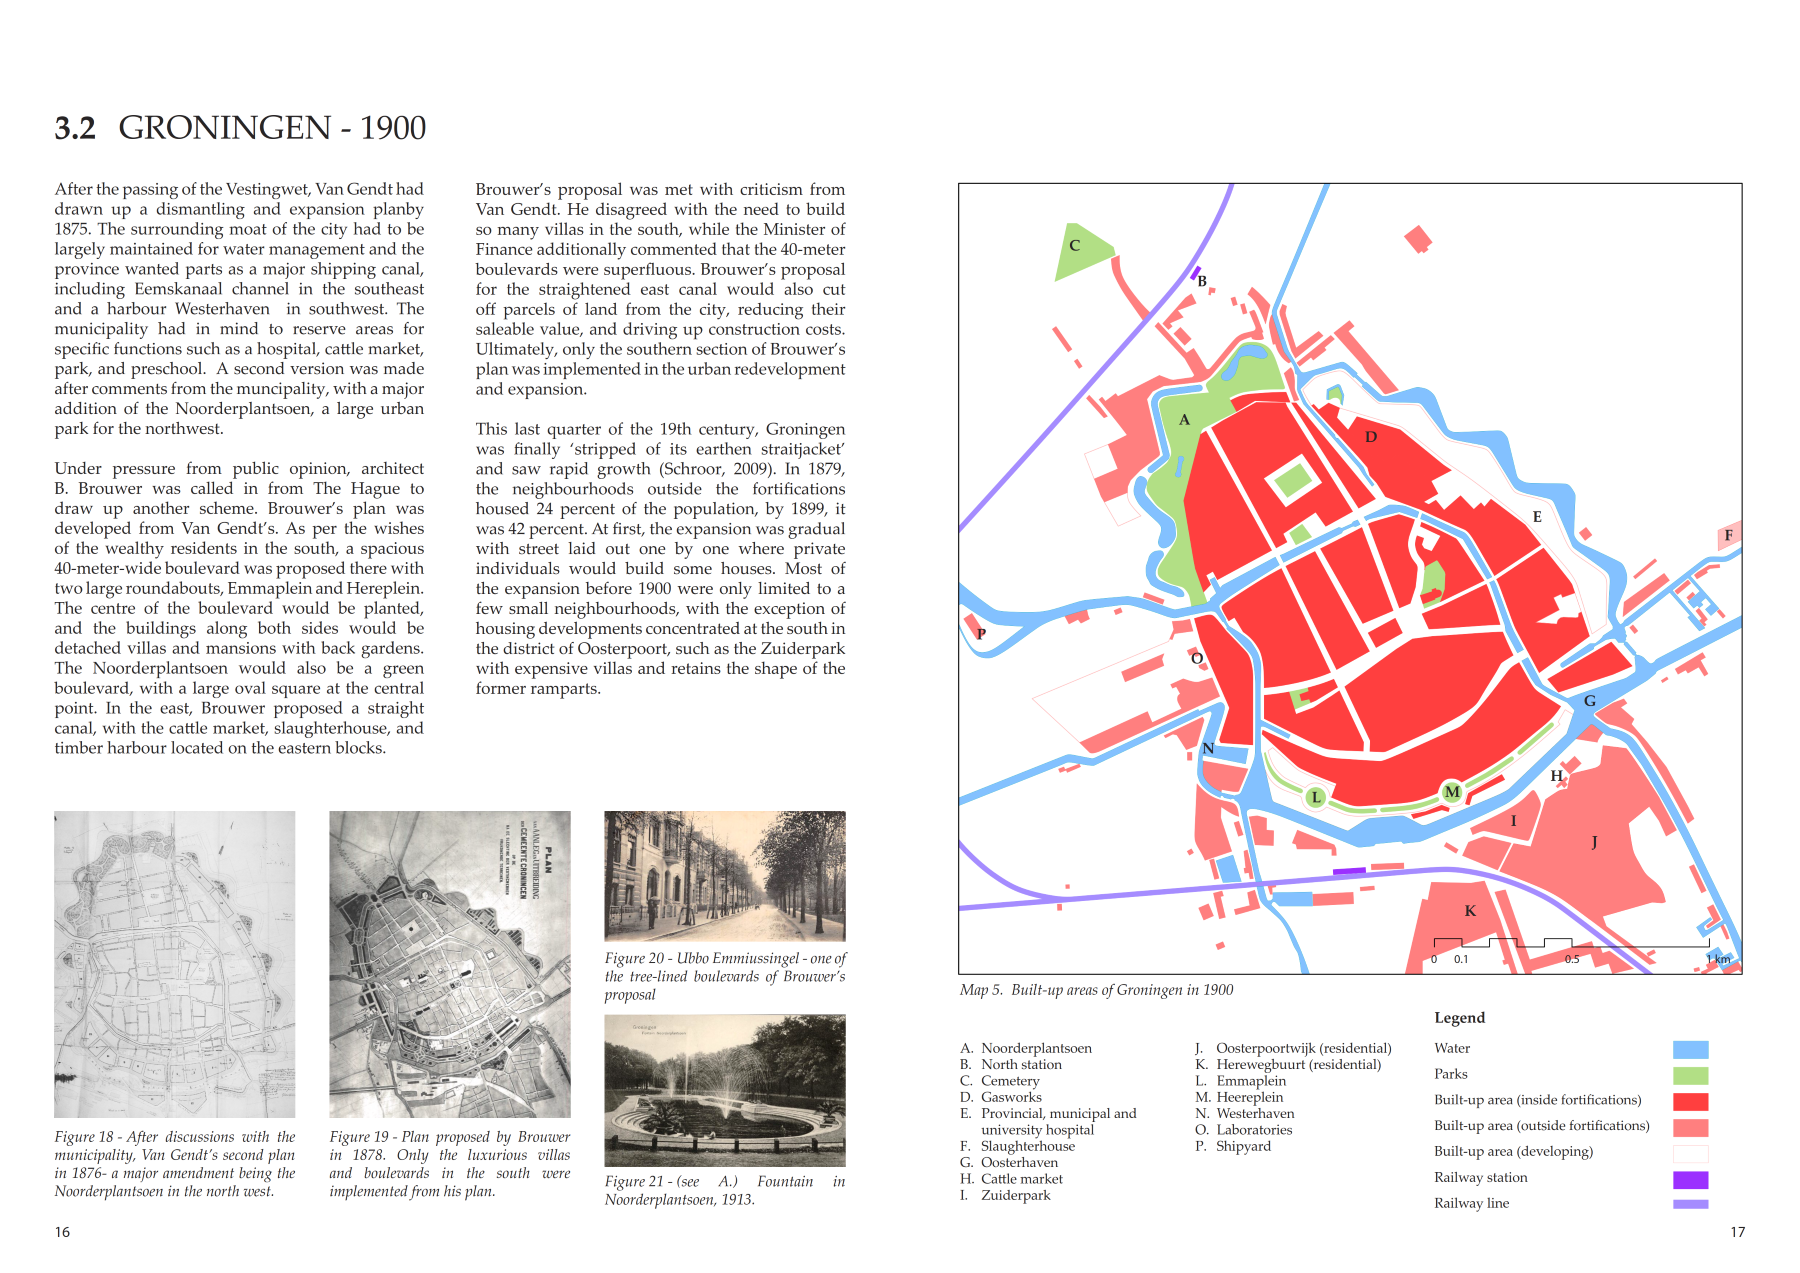 3.2 GRONINGEN - 1900
After the passing of the Vestingwet, Van Gendt had
drawn up a dismantling and expansion planby
1875. The surrounding moat of the city had to be
largely maintained for water management and the
province wanted parts as a major shipping canal,
including Eemskanaal channel in the southeast
and a harbour Westerhaven in southwest. The
municipality had in mind to reserve areas for
specific functions such as a hospital, cattle market,
park, and preschool. A second version was made
after comments from the muncipality, with a major
addition of the Noorderplantsoen, a large urban
park for the northwest.
Under pressure from public opinion, architect
B. Brouwer was called in from The Hague to
draw up another scheme. Brouwer's plan was
developed from Van Gendt's. As per the wishes
of the wealthy residents in the south, a spacious
40-meter-wide boulevard was proposed there with
two large roundabouts, Emmaplein and Hereplein.
The centre of the boulevard would be planted,
and the buildings along both sides would be
detached villas and mansions with back gardens.
The Noorderplantsoen would also be a green
boulevard, with a large oval square at the central
point. In the east, Brouwer proposed a straight
canal, with the cattle market, slaughterhouse, and
timber harbour located on the eastern blocks.
Brouwer's proposal was met with criticism from
Van Gendt. He disagreed with the need to build
so many villas in the south, while the Minister of
Finance additionally commented that the 40-meter
boulevards were superfluous. Brouwer's proposal
for the straightened east canal would also cut
off parcels of land from the city, reducing their
saleable value, and driving up construction costs.
Ultimately, only the southern section of Brouwer's
plan was implemented in the urban redevelopment
and expansion.
This last quarter of the 19th century, Groningen
was finally 'stripped of its earthen straitjacket'
and saw rapid growth (Schroor, 2009). In 1879,
the neighbourhoods outside the fortifications
housed 24 percent of the population, by 1899, it
was 42 percent. At first, the expansion was gradual
with street laid out one by one where private
individuals would build some houses. Most of
the expansion before 1900 were only limited to a
few small neighbourhoods, with the exception of
housing developments concentrated at the south in
the district of Oosterpoort, such as the Zuiderpark
with expensive villas and retains the shape of the
former ramparts.
PLAN
VAN AANLEG EN UITBREIDING
DER GEMEENTE GRONINGEN
Figure 18 - After discussions with the
municipality, Van Gendt's second plan
in 1876- a major amendment being the
Noorderplantsoen in the north west.
Figure 19 - Plan proposed by Brouwer
in 1878. Only the luxurious villas
and boulevards in the south were
implemented from his plan.
Figure 20 - Ubbo Emmiussingel - one of
the tree-lined boulevards of Brouwer's
proposal
Groningen
Figure 21 - (see A.) Fountain in
Noorderplantsoen, 1913.
16
C
B
A
D
E
F
P
O
G
N
H
L
M
I
J
K
0 0.1 0.5 1 km
Map 5. Built-up areas of Groningen in 1900
A. Noorderplantsoen
B. North station
C. Cemetery
D. Gasworks
E. Provincial, municipal and
university hospital
F. Slaughterhouse
G. Oosterhaven
H. Cattle market
I. Zuiderpark
J. Oosterpoortwijk (residential)
K. Herewegbuurt (residential)
L. Emmaplein
M. Heereplein
N. Westerhaven
O. Laboratories
P. Shipyard
Legend
Water
Parks
Built-up area (inside fortifications)
Built-up area (outside fortifications)
Built-up area (developing)
Railway station
Railway line
17